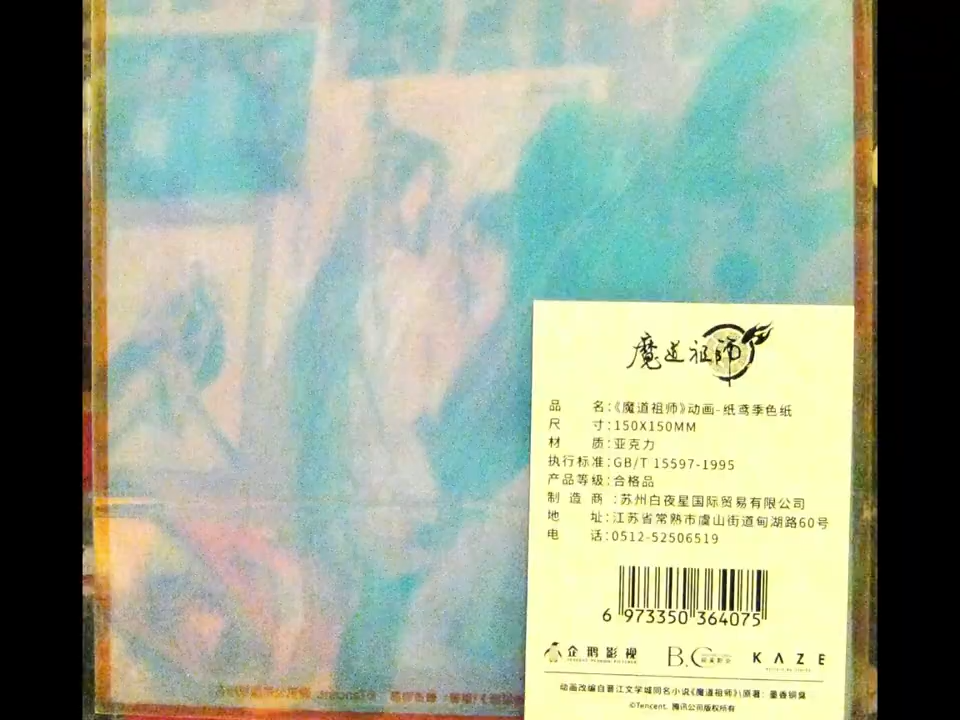 魔道祖师
品 名:《魔道祖师》动画-纸鸢季色纸
尺 寸:150X150MM
材 质:亚克力
执行标准:GB/T 15597-1995
产品等级:合格品
制 造 商:苏州白夜星国际贸易有限公司
地 址:江苏省常熟市虞山街道甸湖路60号
电 话:0512-52506519
6 973350 364075
企鹅影视 B.C KAZE
TENCENT PENGUIN PICTURES
动画改编自晋江文学城同名小说《魔道祖师》\原著:墨香铜臭
©Tencent. 腾讯公司版权所有